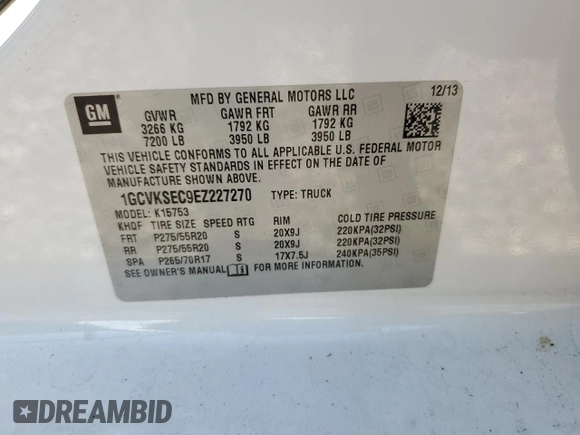 GM
MFD BY GENERAL MOTORS LLC 12/13
GVWR GAWR FRT GAWR RR
3266 KG 1792 KG 1792 KG
7200 LB 3950 LB 3950 LB
THIS VEHICLE CONFORMS TO ALL APPLICABLE U.S. FEDERAL MOTOR
VEHICLE SAFETY STANDARDS IN EFFECT ON THE DATE OF
MANUFACTURE SHOWN ABOVE.
1GCVKSEC9EZ227270 TYPE: TRUCK
MODEL: K15753
KHQF TIRE SIZE SPEED RTG RIM COLD TIRE PRESSURE
FRT P275/55R20 S 20X9J 220KPA(32PSI)
RR P275/55R20 S 20X9J 220KPA(32PSI)
SPA P265/70R17 S 17X7.5J 240KPA(35PSI)
SEE OWNER'S MANUAL FOR MORE INFORMATION.
DREAMBID